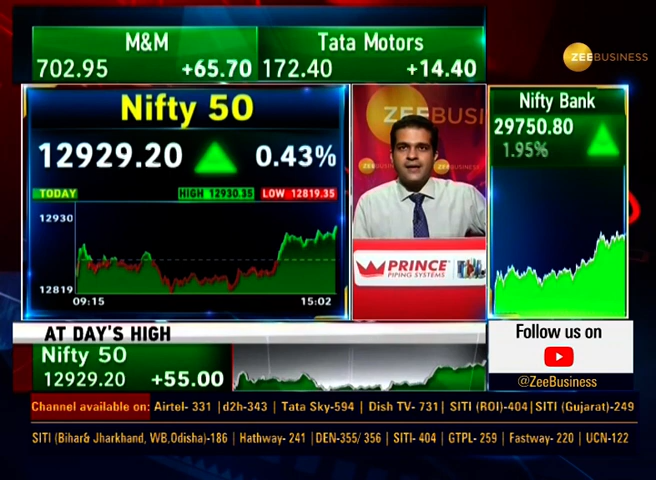 M&M
702.95 +65.70
Tata Motors
172.40 +14.40
ZEEBUSINESS
Nifty 50
12929.20 0.43%
TODAY HIGH 12930.35 LOW 12819.35
12930
12819
09:15 15:02
ZEEBUSI
PRINCE
PIPING SYSTEMS
Nifty Bank
29750.80
1.95%
AT DAY'S HIGH
Nifty 50
12929.20 +55.00
Follow us on
@ZeeBusiness
Channel available on: Airtel- 331 |d2h-343 | Tata Sky-594 | Dish TV- 731| SITI (ROI)-404|SITI (Gujarat)-249
SITI (Bihar& Jharkhand, WB,Odisha)-186 | Hathway- 241 |DEN-355/ 356 | SITI- 404 | GTPL- 259 | Fastway- 220 | UCN-122